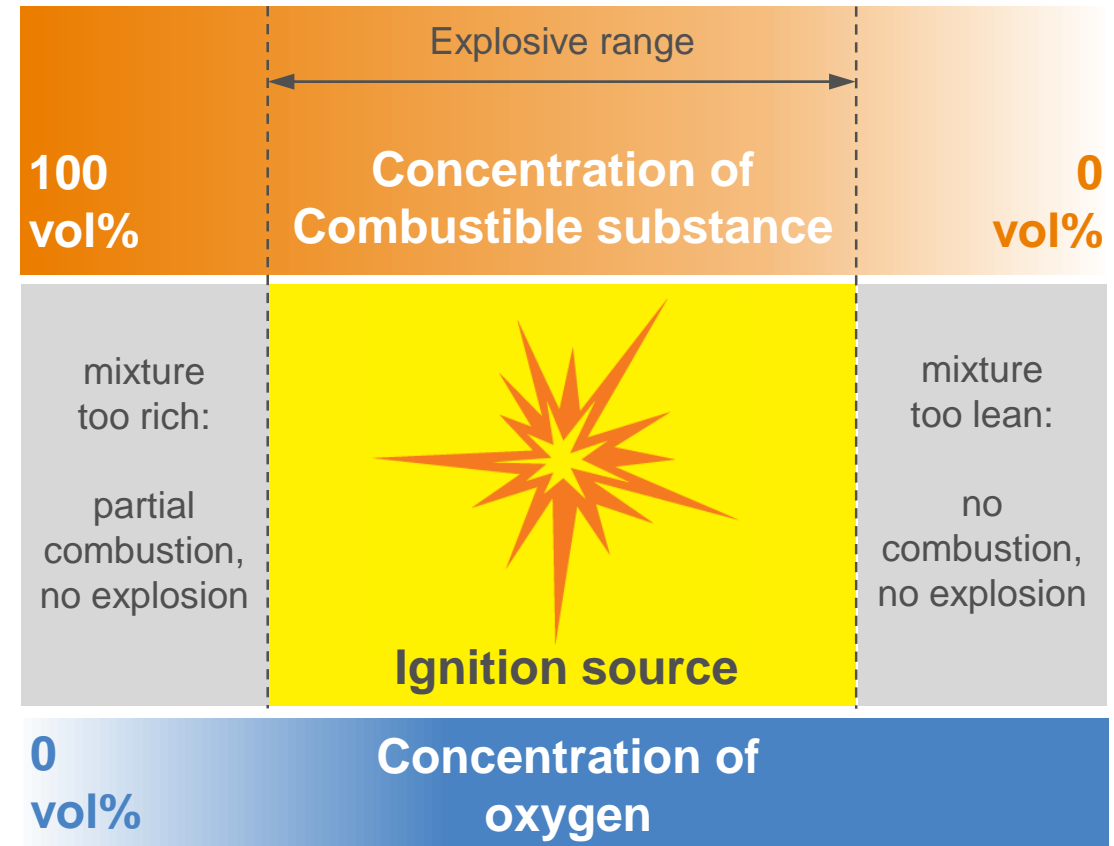 Explosive range
100
vol%
Concentration of
Combustible substance
0
vol%
mixture
too rich:
partial
combustion,
no explosion
Ignition source
mixture
too lean:
no
combustion,
no explosion
0
vol%
Concentration of
oxygen